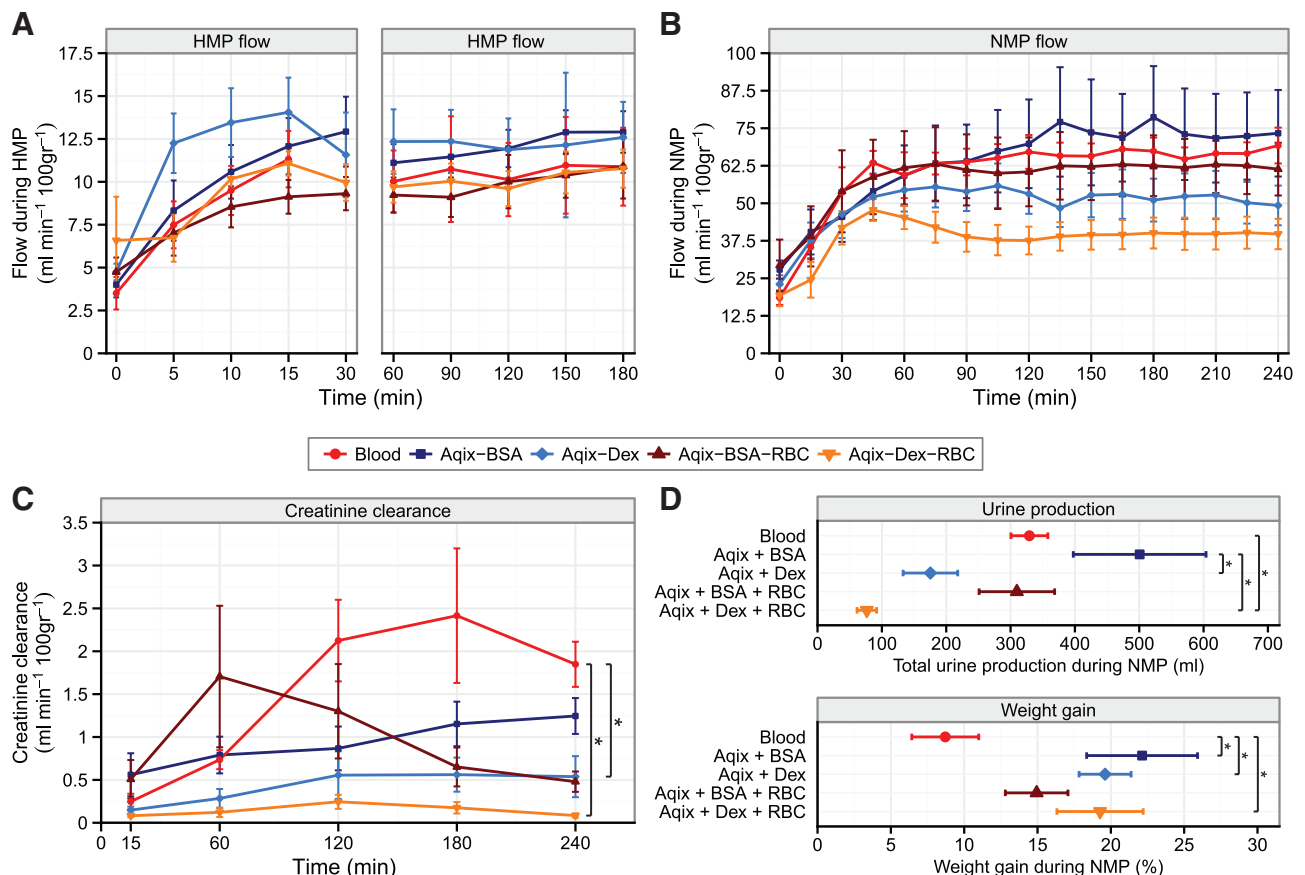 A
HMP flow
HMP flow
17.5
15
12.5
10
7.5
5
2.5
0
Flow during HMP
(ml min⁻¹ 100gr⁻¹)
0 5 10 15 30
60 90 120 150 180
Time (min)
Time (min)
B
NMP flow
100
87.5
75
62.5
50
37.5
25
12.5
0
Flow during NMP
(ml min⁻¹ 100gr⁻¹)
0 30 60 90 120 150 180 210 240
Time (min)
Blood Aqix−BSA Aqix−Dex Aqix−BSA−RBC Aqix−Dex−RBC
C
Creatinine clearance
3.5
3
2.5
2
1.5
1
0.5
0
Creatinine clearance
(ml min⁻¹ 100gr⁻¹)
* *
0 15 60 120 180 240
Time (min)
D
Urine production
Blood
Aqix + BSA
Aqix + Dex
Aqix + BSA + RBC
Aqix + Dex + RBC
* * *
0 100 200 300 400 500 600 700
Total urine production during NMP (ml)
Weight gain
Blood
Aqix + BSA
Aqix + Dex
Aqix + BSA + RBC
Aqix + Dex + RBC
* * *
0 5 10 15 20 25 30
Weight gain during NMP (%)